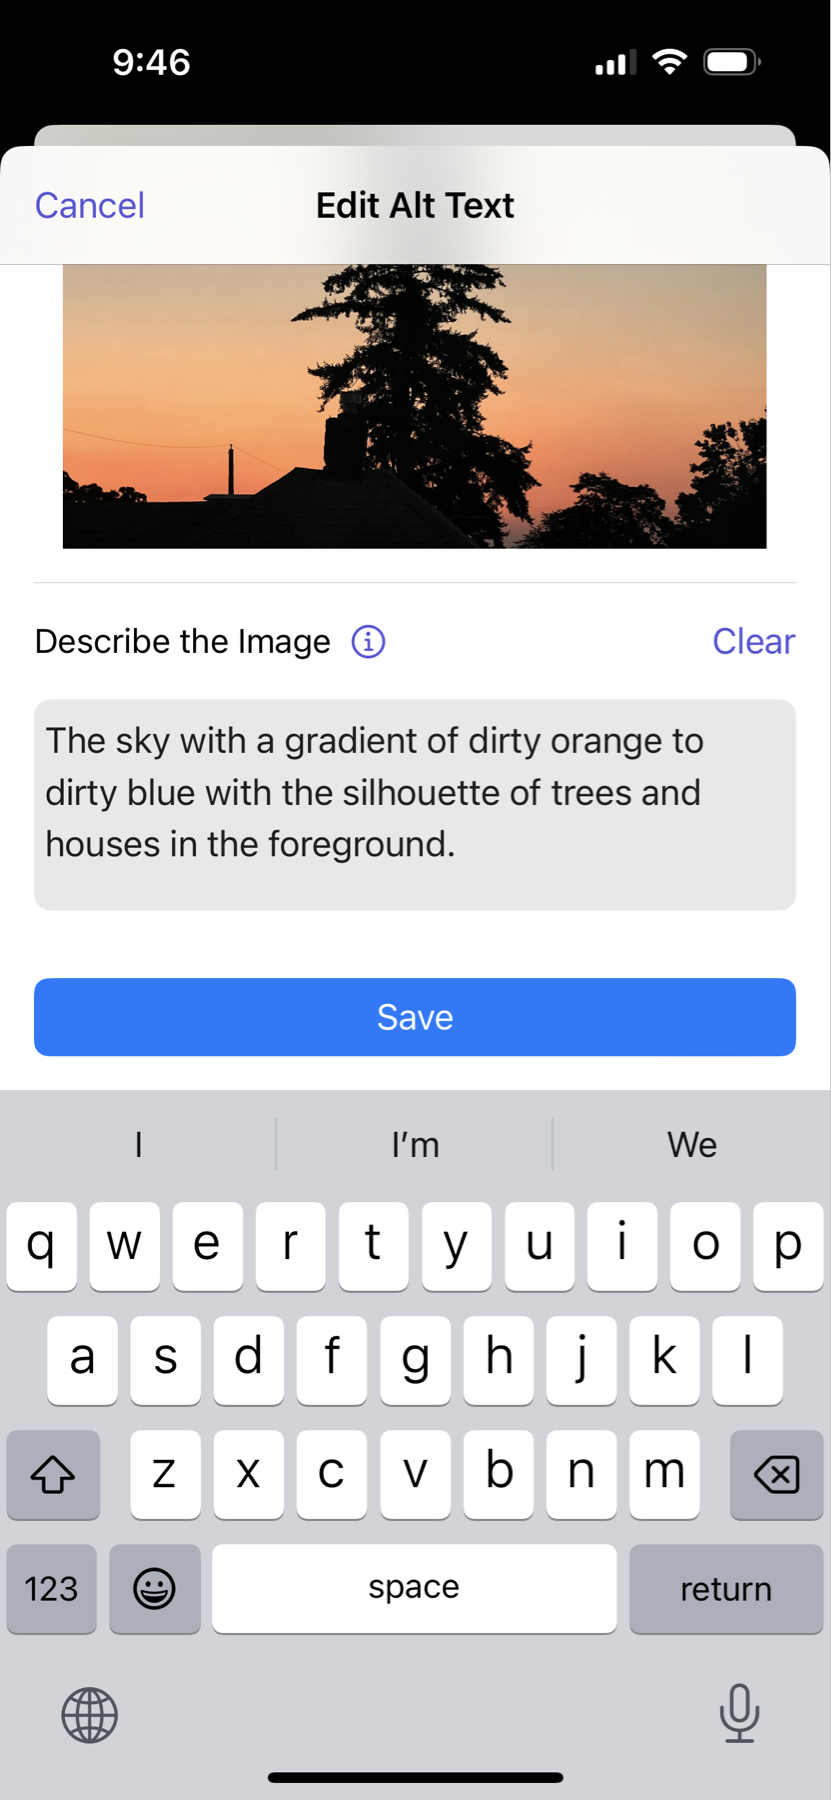 9:46
Cancel Edit Alt Text
Describe the Image Clear
The sky with a gradient of dirty orange to
dirty blue with the silhouette of trees and
houses in the foreground.
Save
I I’m We
q w e r t y u i o p
a s d f g h j k l
z x c v b n m
123 space return